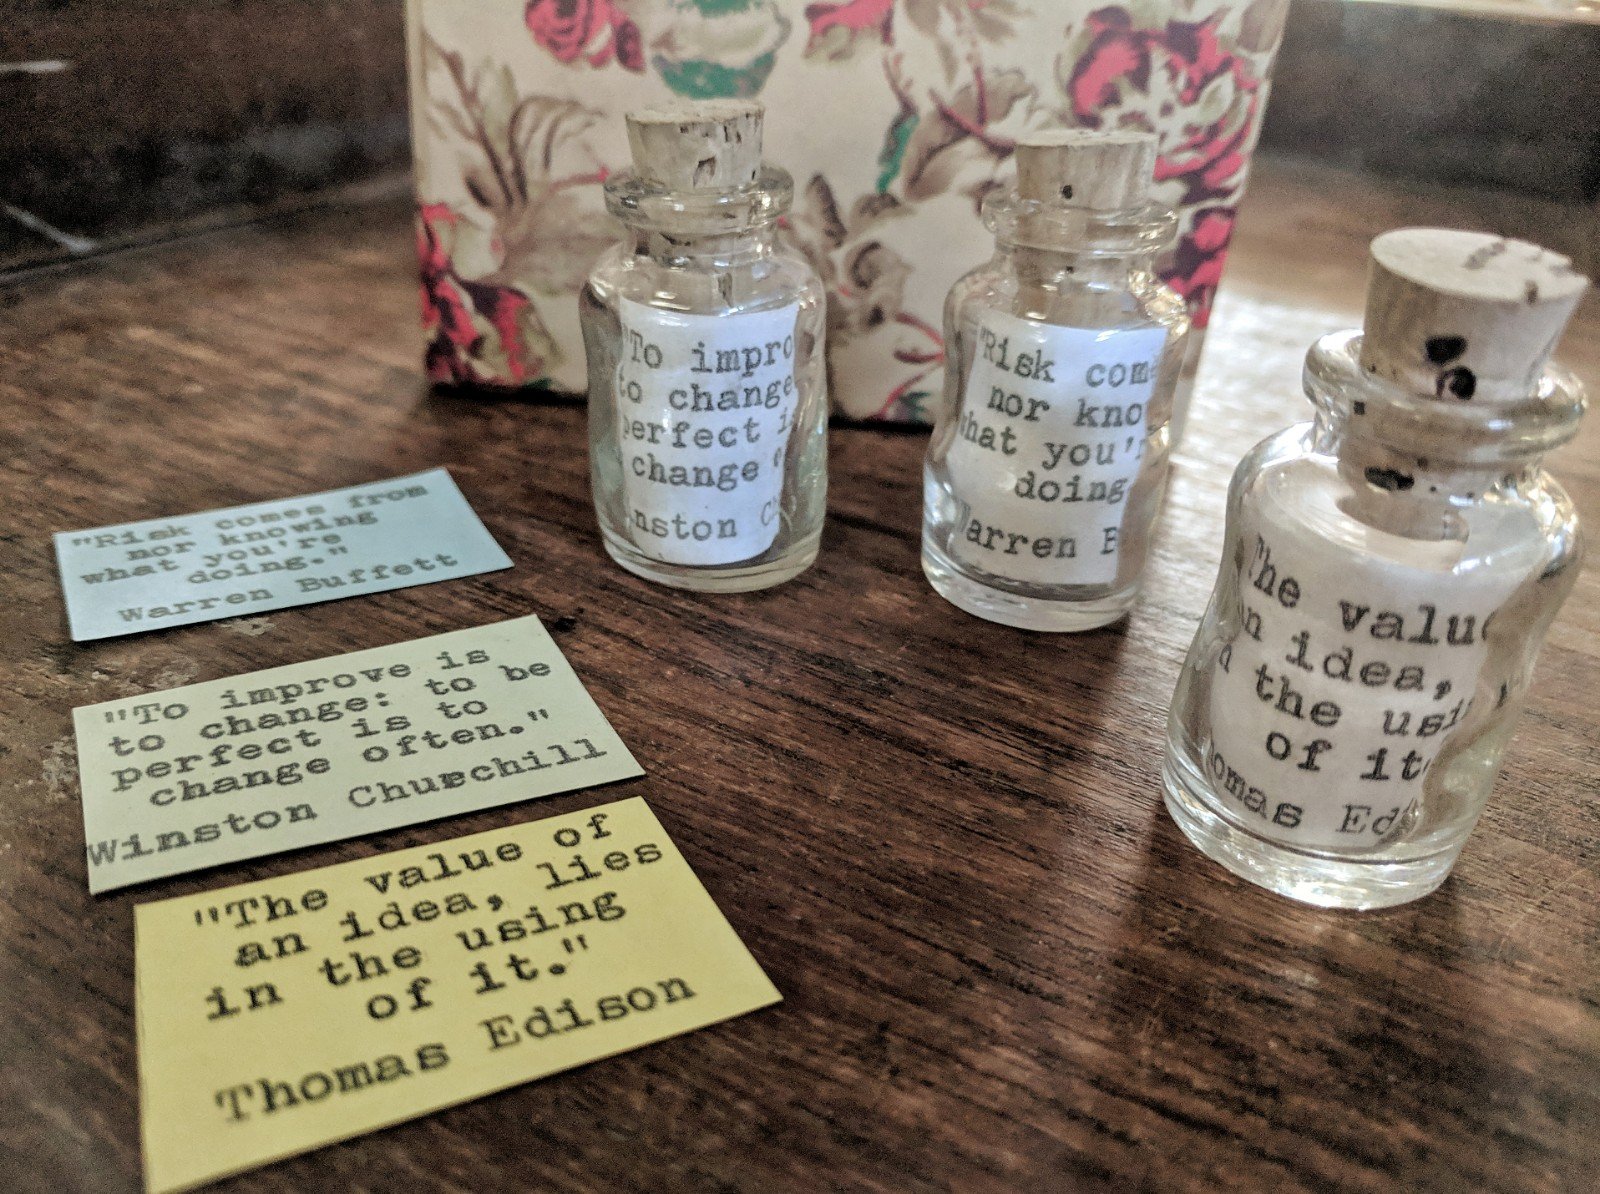 "Risk comes from
nor knowing
what you're
doing."
Warren Buffett
"To improve is
to change: to be
perfect is to
change often."
Winston Churchill
"The value of
an idea, lies
in the using
of it."
Thomas Edison
"To impro
to change
perfect i
change o
nston C
"Risk com
nor kno
what you'r
doing
Warren B
The valu
an idea,
the usi
of it
omas Edi